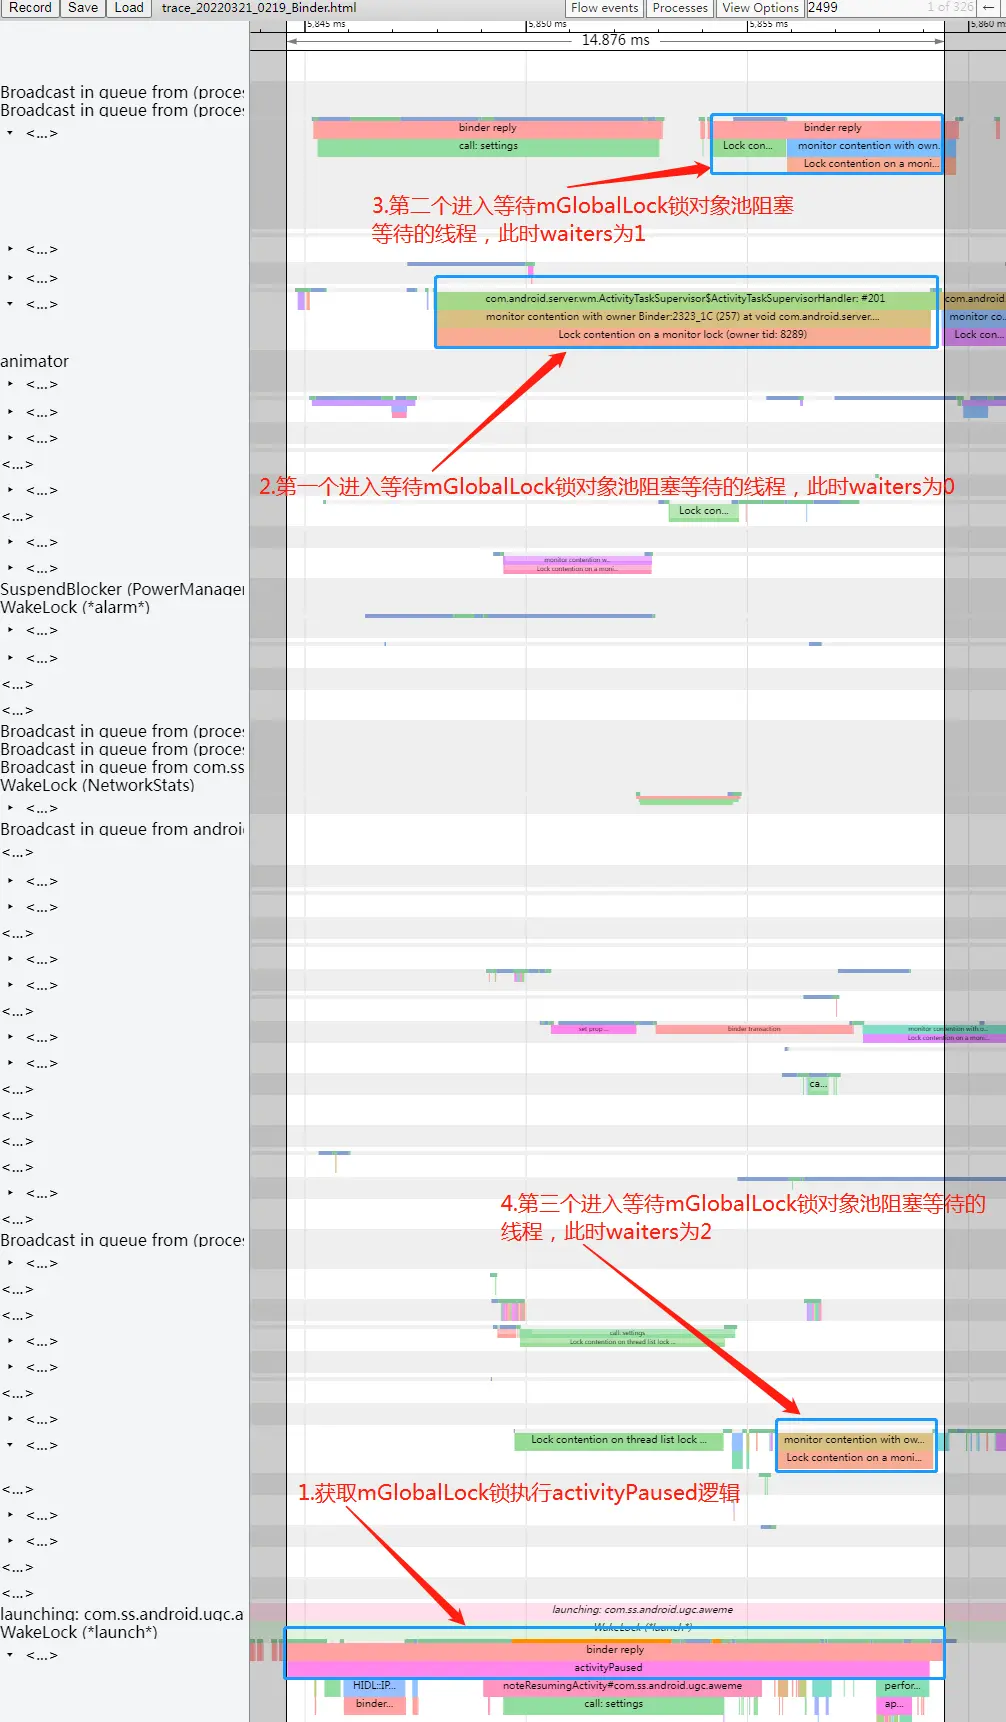 Record Save Load trace_20220321_0219_Binder.html Flow events Processes View Options 2499 1 of 326 ←
5,845 ms 5,850 ms 5,855 ms 5,860 ms
14.876 ms
Broadcast in queue from (proce:
Broadcast in queue from (proce:
<...>
binder reply
call: settings
binder reply
Lock con... monitor contention with own.
Lock contention on a moni...
3.第二个进入等待mGlobalLock锁对象池阻塞
等待的线程，此时waiters为1
<...>
<...>
<...>
com.android.server.wm.ActivityTaskSupervisor$ActivityTaskSupervisorHandler: #201
monitor contention with owner Binder:2323_1C (257) at void com.android.server....
Lock contention on a monitor lock (owner tid: 8289)
com.android.
monitor co...
Lock con...
animator
<...>
<...>
<...>
<...>
<...>
2.第一个进入等待mGlobalLock锁对象池阻塞等待的线程，此时waiters为0
Lock con...
<...>
<...>
<...>
monitor contention w...
Lock contention on a moni...
SuspendBlocker (PowerManager
WakeLock (*alarm*)
<...>
<...>
<...>
<...>
Broadcast in queue from (proce:
Broadcast in queue from (proce:
Broadcast in queue from com.ss
WakeLock (NetworkStats)
<...>
Broadcast in queue from androi
<...>
<...>
<...>
<...>
<...>
<...>
<...>
<...>
set prop... binder transaction monitor contention with o...
Lock contention on a moni...
<...>
<...>
ca...
<...>
<...>
<...>
<...>
<...>
4.第三个进入等待mGlobalLock锁对象池阻塞等待的
线程，此时waiters为2
Broadcast in queue from (proce:
<...>
<...>
<...>
<...>
call: settings
Lock contention on thread list lock ...
<...>
<...>
<...>
<...>
Lock contention on thread list lock ...
monitor contention with ow...
Lock contention on a moni...
<...>
1.获取mGlobalLock锁执行activityPaused逻辑
<...>
<...>
<...>
<...>
launching: com.ss.android.ugc.a
launching: com.ss.android.ugc.aweme
WakeLock (*launch*)
WakeLock (*launch*)
<...>
binder reply
activityPaused
HIDL::IP... noteResumingActivity#com.ss.android.ugc.aweme perfor...
binder... call: settings ap...